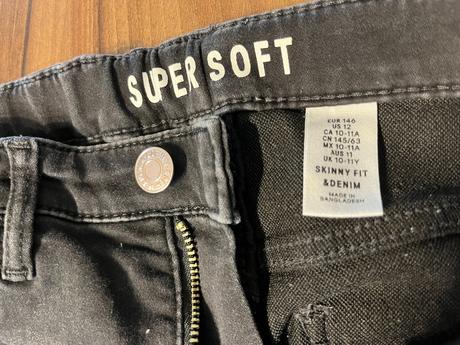 SUPER SOFT
EUR 146
US 12
CA 10-11A
CN 145/63
MX 10-11A
AUS 11
UK 10-11Y
SKINNY FIT
&DENIM
MADE IN
BANGLADESH